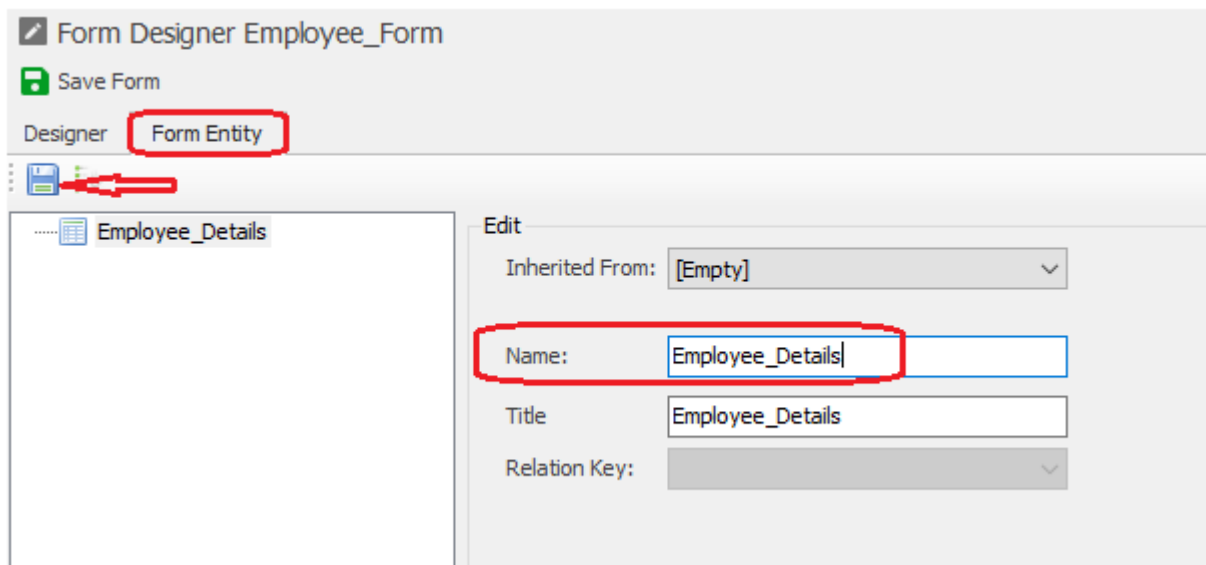 Form Designer Employee_Form
Save Form
Designer Form Entity
Employee_Details
Edit
Inherited From: [Empty]
Name: Employee_Details
Title Employee_Details
Relation Key: